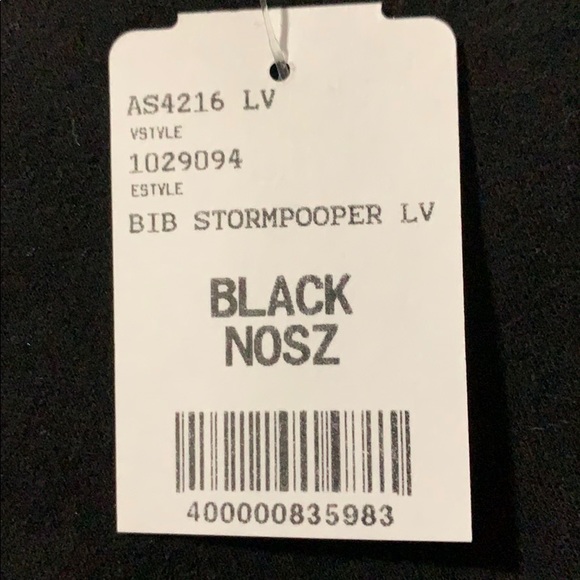 AS4216 LV
VSTYLE
1029094
ESTYLE
BIB STORMPOOPER LV
BLACK
NOSZ
400000835983